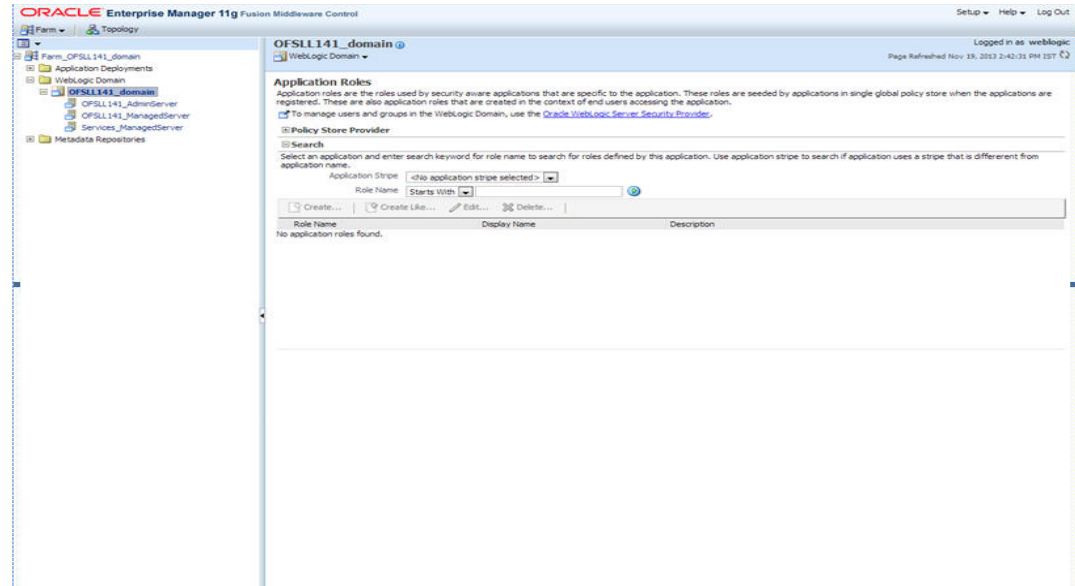 ORACLE Enterprise Manager 11g Fusion Middleware Control
Setup Help Log Out
Farm Topology
OFSLL141_domain
Logged in as weblogic
WebLogic Domain
Page Refreshed Nov 19, 2013 2:42:31 PM IST
Farm_OFSLL141_domain
Application Deployments
WebLogic Domain
OFSLL141_domain
OFSLL141_AdminServer
OFSLL141_ManagedServer
Services_ManagedServer
Metadata Repositories
Application Roles
Application roles are the roles used by security aware applications that are specific to the application. These roles are seeded by applications in single global policy store when the applications are
registered. These are also application roles that are created in the context of end users accessing the application.
To manage users and groups in the WebLogic Domain, use the Oracle WebLogic Server Security Provider.
Policy Store Provider
Search
Select an application and enter search keyword for role name to search for roles defined by this application. Use application stripe to search if application uses a stripe that is differerent from
application name.
Application Stripe <No application stripe selected>
Role Name Starts With
Create... Create Like... Edit... Delete...
Role Name Display Name Description
No application roles found.